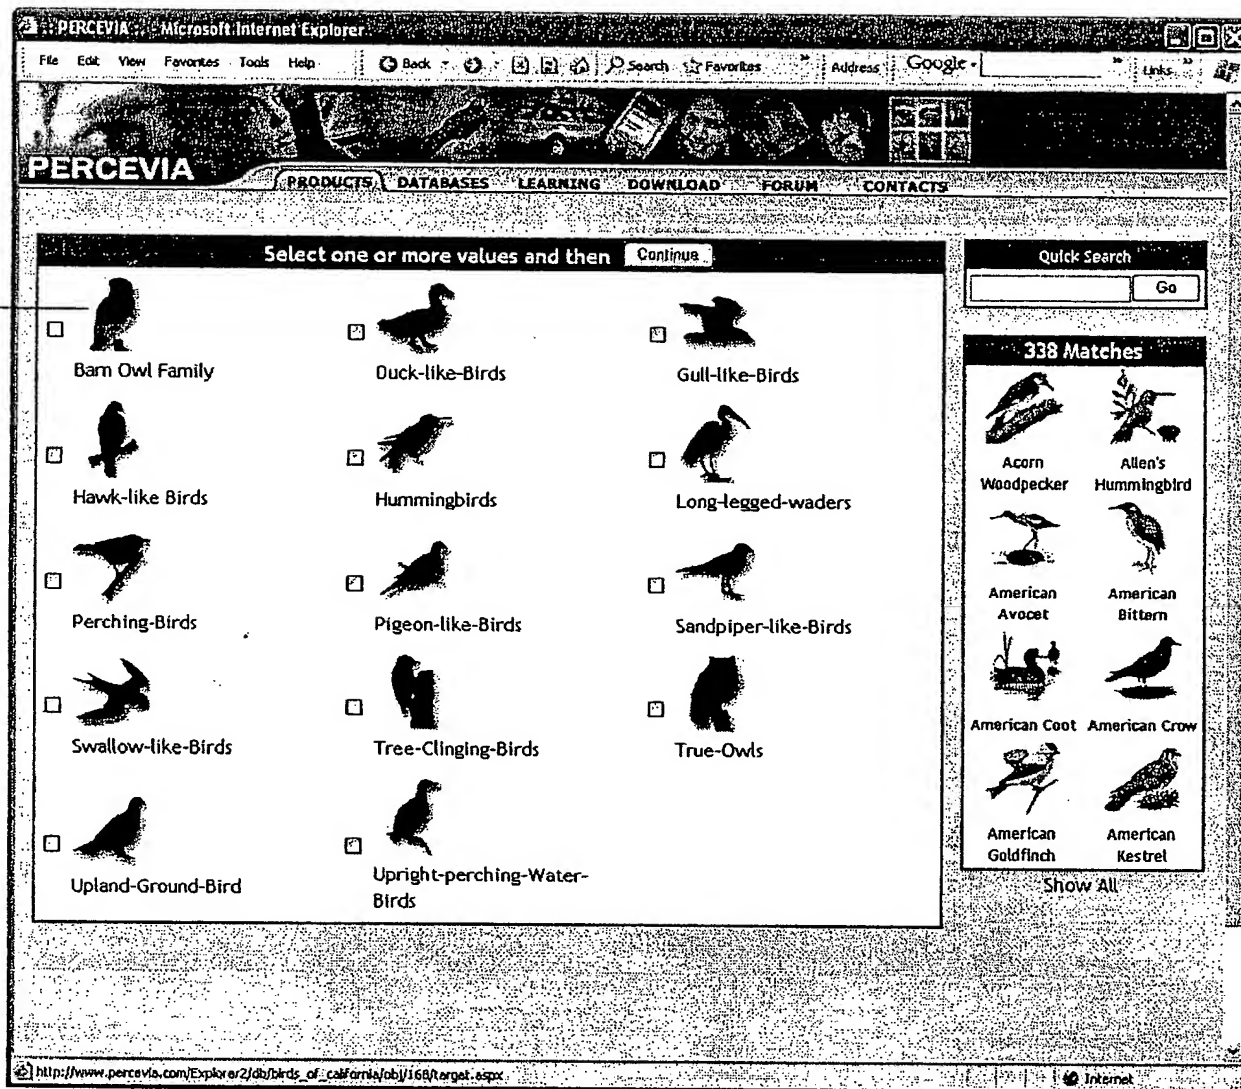 PERCEVIA : Microsoft Internet Explorer
File Edit View Favorites Tools Help Back Search Favorites » Address Google » Links »
PERCEVIA
PRODUCTS DATABASES LEARNING DOWNLOAD FORUM CONTACTS
Select one or more values and then Continue
Barn Owl Family
Duck-like-Birds
Gull-like-Birds
Hawk-like Birds
Hummingbirds
Long-legged-waders
Perching-Birds
Pigeon-like-Birds
Sandpiper-like-Birds
Swallow-like-Birds
Tree-Clinging-Birds
True-Owls
Upland-Ground-Bird
Upright-perching-Water-
Birds
Quick Search
Go
338 Matches
Acorn
Woodpecker
Allen's
Hummingbird
American
Avocet
American
Bittern
American Coot
American Crow
American
Goldfinch
American
Kestrel
Show All
http://www.percevia.com/Explorer2/db/birds_of_california/obj/168/target.aspx
Internet